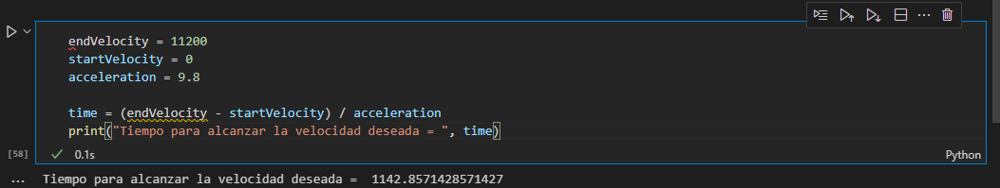 endVelocity = 11200
startVelocity = 0
acceleration = 9.8
time = (endVelocity - startVelocity) / acceleration
print("Tiempo para alcanzar la velocidad deseada = ", time)
[58] 0.1s Python
... Tiempo para alcanzar la velocidad deseada =  1142.8571428571427